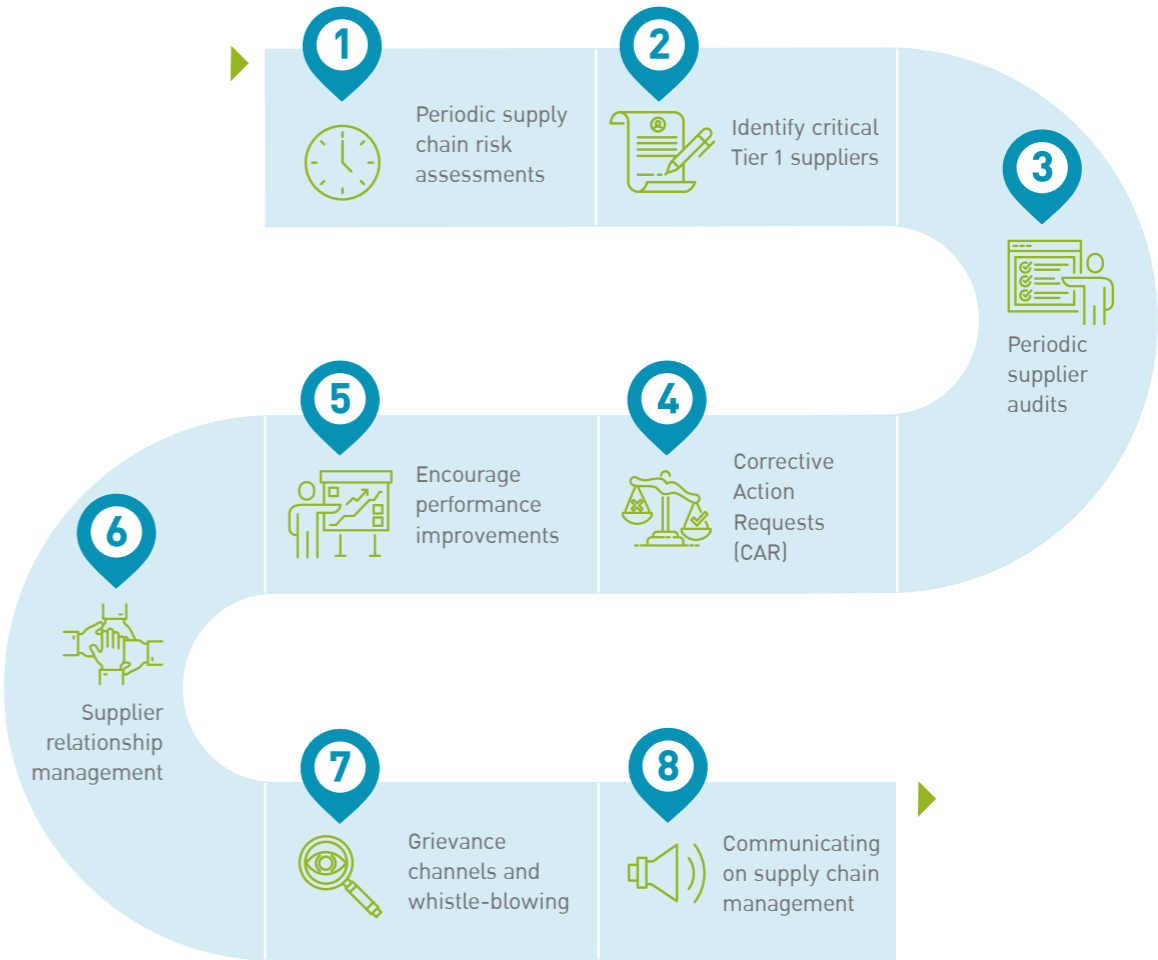 1
Periodic supply
chain risk
assessments
2
Identify critical
Tier 1 suppliers
3
Periodic
supplier
audits
4
Corrective
Action
Requests
(CAR)
5
Encourage
performance
improvements
6
Supplier
relationship
management
7
Grievance
channels and
whistle-blowing
8
Communicating
on supply chain
management